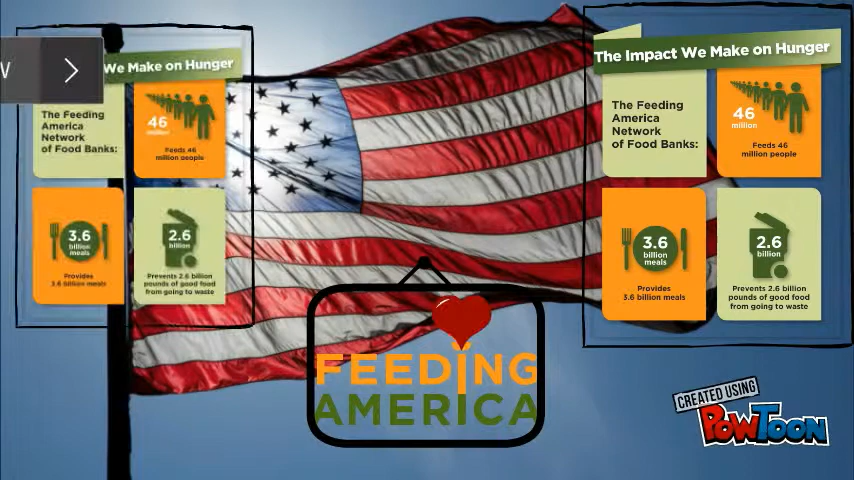 V
We Make on Hunger
The Feeding
America
Network
of Food Banks:
46
million
Feeds 46
million people
3.6
billion
meals
Provides
3.6 billion meals
2.6
billion
Prevents 2.6 billion
pounds of good food
from going to waste
The Impact We Make on Hunger
The Feeding
America
Network
of Food Banks:
46
million
Feeds 46
million people
3.6
billion
meals
Provides
3.6 billion meals
2.6
billion
Prevents 2.6 billion
pounds of good food
from going to waste
FEEDING
AMERICA
CREATED USING
POWTOON